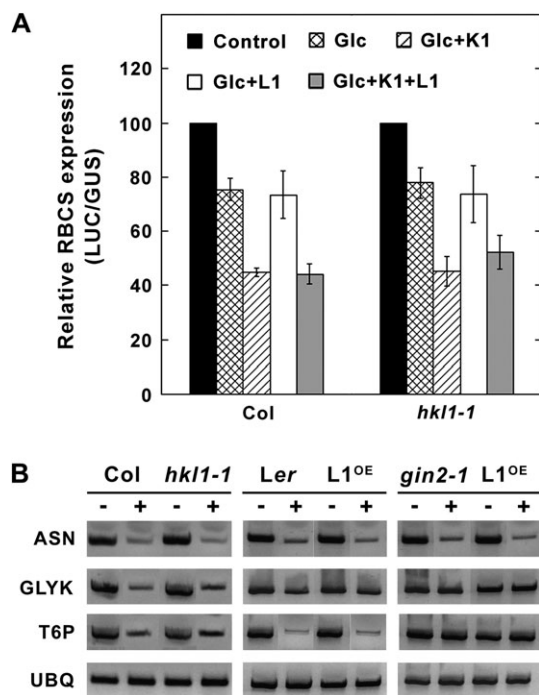 A
Control Glc Glc+K1
Glc+L1 Glc+K1+L1
Relative RBCS expression
(LUC/GUS)
120
100
80
60
40
20
0
Col hkl1-1
B
Col hkl1-1 Ler L1OE gin2-1 L1OE
- + - + - + - + - + - +
ASN
GLYK
T6P
UBQ